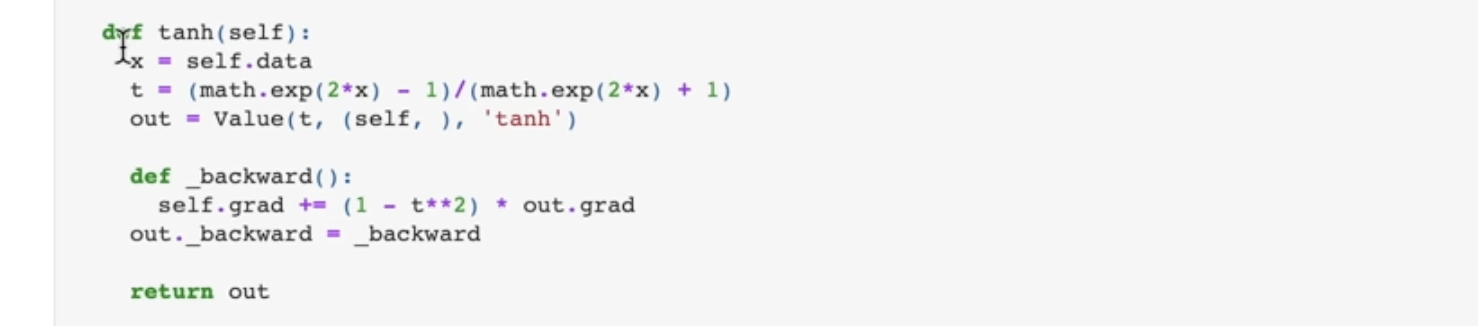 def tanh(self):
x = self.data
t = (math.exp(2*x) - 1)/(math.exp(2*x) + 1)
out = Value(t, (self, ), 'tanh')
def _backward():
self.grad += (1 - t**2) * out.grad
out._backward = _backward
return out